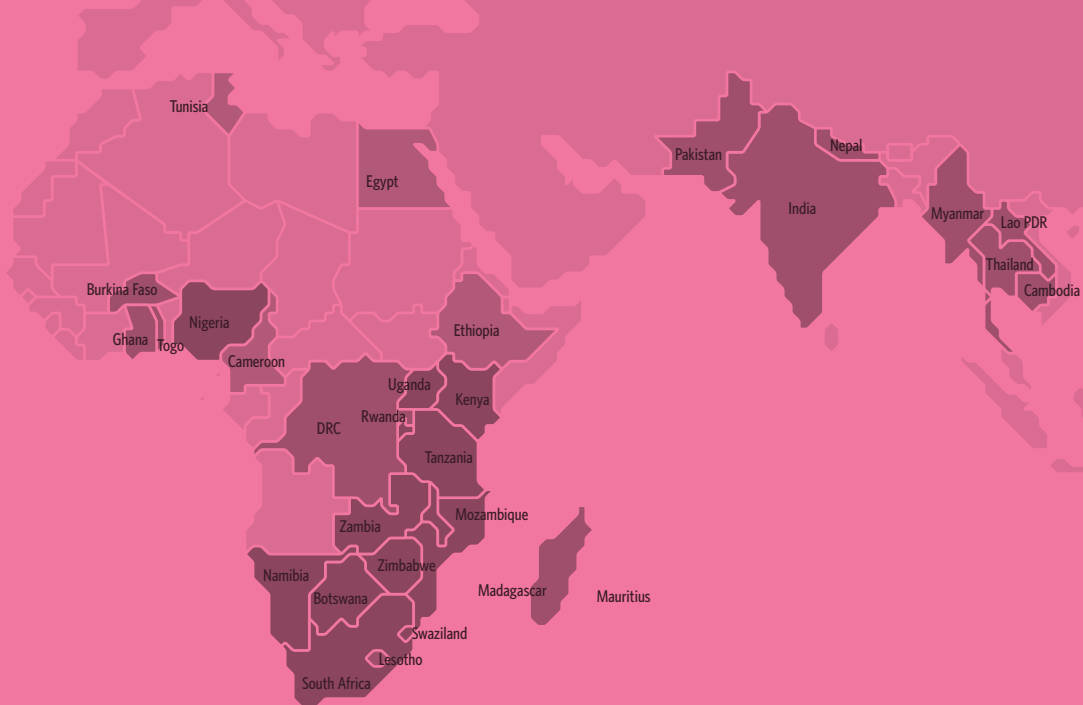 Tunisia
Egypt
Pakistan
Nepal
India
Myanmar
Lao PDR
Thailand
Cambodia
Burkina Faso
Nigeria
Ghana
Togo
Cameroon
Ethiopia
Uganda
Kenya
Rwanda
DRC
Tanzania
Mozambique
Zambia
Zimbabwe
Namibia
Botswana
Madagascar
Mauritius
Swaziland
Lesotho
South Africa